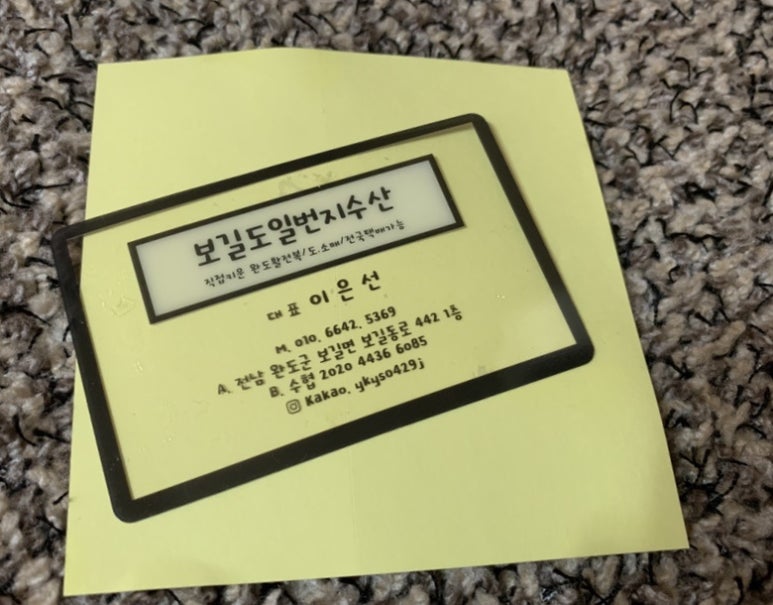 보길도일번지수산
직접키운 완도활전복/도.소매/전국택배가능
대표 이은선
M. 010. 6642. 5369
A. 전남 완도군 보길면 보길동로 442 1층
B. 수협 2020 4436 6085
Kakao. ykyso429j